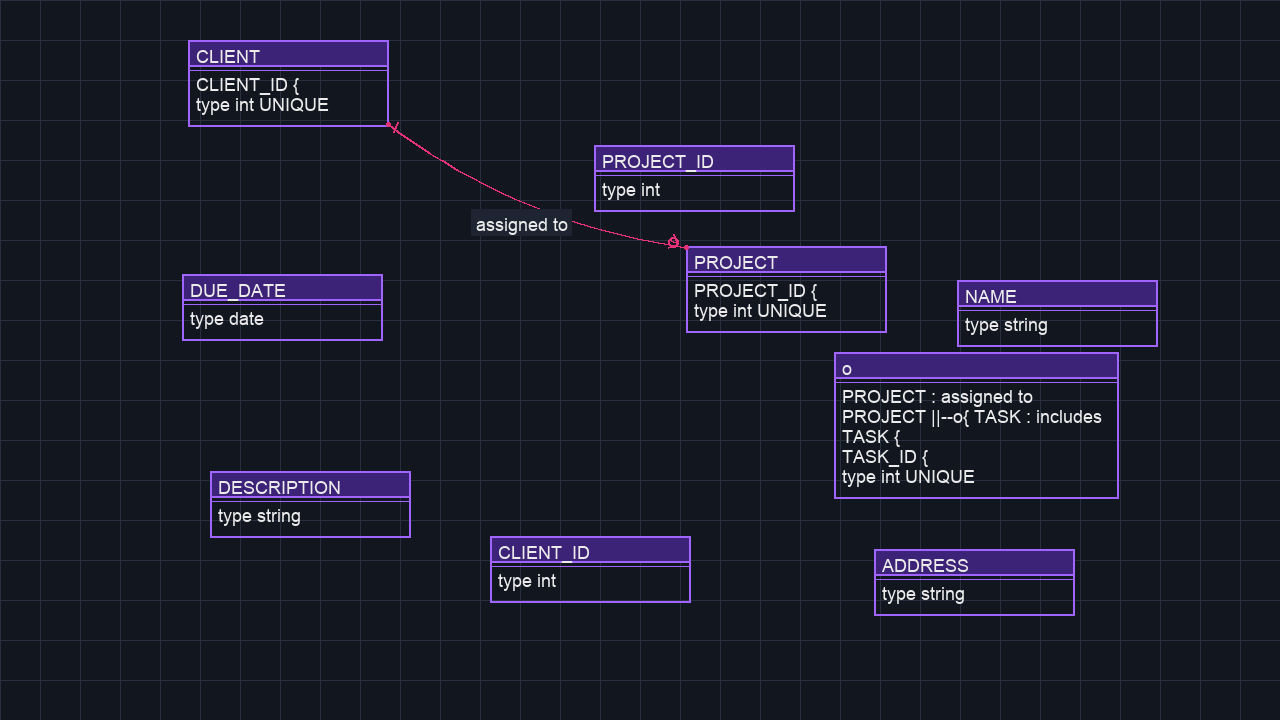 CLIENT
CLIENT_ID {
type int UNIQUE
PROJECT_ID
type int
assigned to
PROJECT
PROJECT_ID {
type int UNIQUE
DUE_DATE
type date
NAME
type string
o
PROJECT : assigned to
PROJECT ||--o{ TASK : includes
TASK {
TASK_ID {
type int UNIQUE
DESCRIPTION
type string
CLIENT_ID
type int
ADDRESS
type string